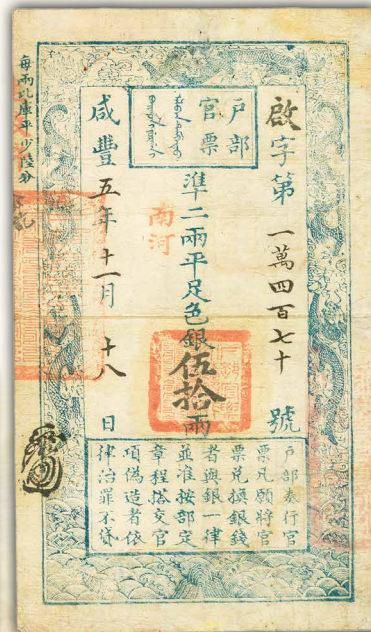 戶部
官票
啟字第一萬四百七十號
準二兩平足色銀伍拾兩
南河
咸豐五年十一月十八日
每兩比庫平少陸分
戶部奏行官
票凡願將官
票兌換銀錢
者與銀一律
並準按部定
章程搭交官
項偽造者依
律治罪不貸